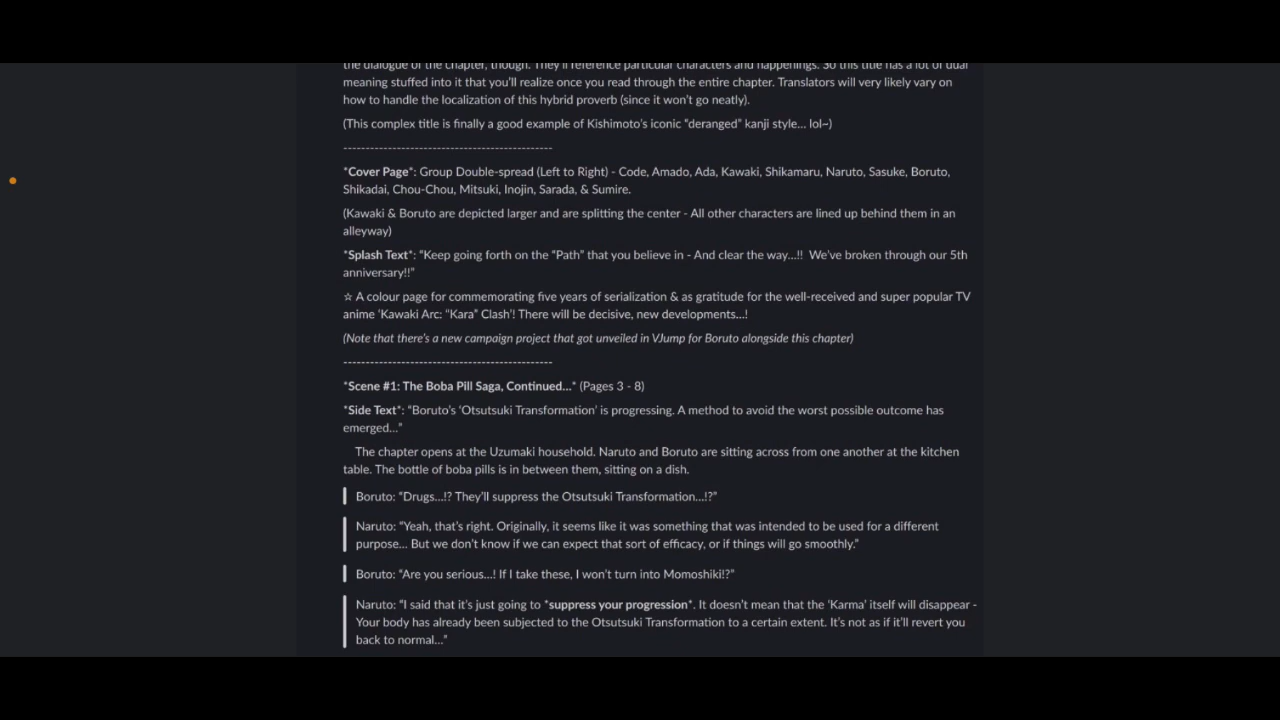 the dialogue of the chapter, though. They'll reference particular characters and happenings. So this title has a lot of dual
meaning stuffed into it that you'll realize once you read through the entire chapter. Translators will very likely vary on
how to handle the localization of this hybrid proverb (since it won't go neatly).
(This complex title is finally a good example of Kishimoto's iconic "deranged" kanji style... lol~)
-----------------------------------------------
*Cover Page*: Group Double-spread (Left to Right) - Code, Amado, Ada, Kawaki, Shikamaru, Naruto, Sasuke, Boruto,
Shikadai, Chou-Chou, Mitsuki, Inojin, Sarada, & Sumire.
(Kawaki & Boruto are depicted larger and are splitting the center - All other characters are lined up behind them in an
alleyway)
*Splash Text*: "Keep going forth on the "Path" that you believe in - And clear the way...!!  We've broken through our 5th
anniversary!!"
☆ A colour page for commemorating five years of serialization & as gratitude for the well-received and super popular TV
anime 'Kawaki Arc: "Kara" Clash'! There will be decisive, new developments...!
(Note that there's a new campaign project that got unveiled in VJump for Boruto alongside this chapter)
-----------------------------------------------
*Scene #1: The Boba Pill Saga, Continued...* (Pages 3 - 8)
*Side Text*: "Boruto's 'Otsutsuki Transformation' is progressing. A method to avoid the worst possible outcome has
emerged..."
The chapter opens at the Uzumaki household. Naruto and Boruto are sitting across from one another at the kitchen
table. The bottle of boba pills is in between them, sitting on a dish.
Boruto: "Drugs...!? They'll suppress the Otsutsuki Transformation...!?"
Naruto: "Yeah, that's right. Originally, it seems like it was something that was intended to be used for a different
purpose... But we don't know if we can expect that sort of efficacy, or if things will go smoothly."
Boruto: "Are you serious...! If I take these, I won't turn into Momoshiki!?"
Naruto: "I said that it's just going to *suppress your progression*. It doesn't mean that the 'Karma' itself will disappear -
Your body has already been subjected to the Otsutsuki Transformation to a certain extent. It's not as if it'll revert you
back to normal..."